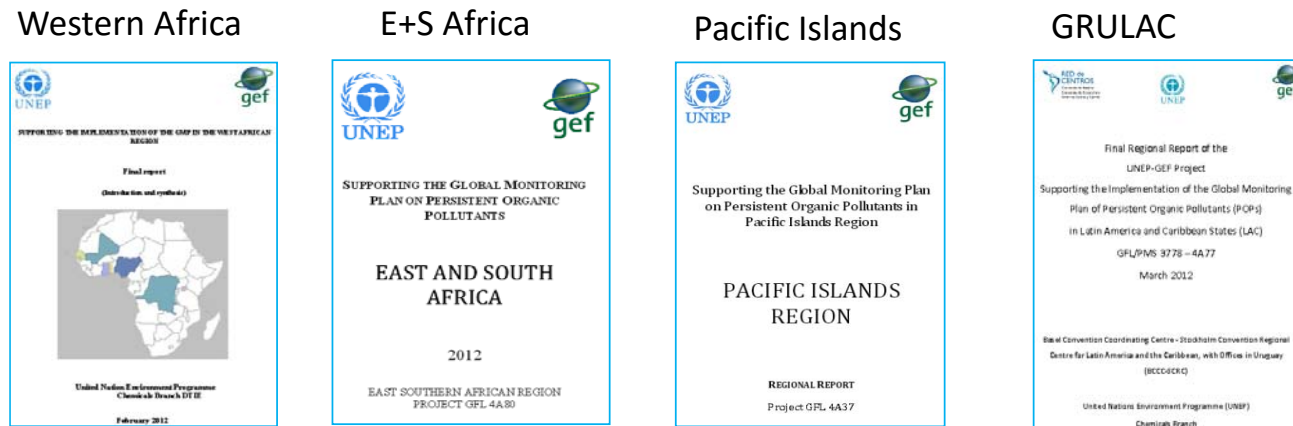 Western Africa
E+S Africa
Pacific Islands
GRULAC
UNEP
gef
SUPPORTING THE IMPLEMENTATION OF THE GMP IN THE WEST AFRICAN
REGION
Final report
(Introduction and synthesis)
United Nation Environment Programme
Chemicals Branch DTIE
February 2012
UNEP
gef
SUPPORTING THE GLOBAL MONITORING
PLAN ON PERSISTENT ORGANIC
POLLUTANTS
EAST AND SOUTH
AFRICA
2012
EAST SOUTHERN AFRICAN REGION
PROJECT GFL 4A80
UNEP
gef
Supporting the Global Monitoring Plan
on Persistent Organic Pollutants in
Pacific Islands Region
PACIFIC ISLANDS
REGION
REGIONAL REPORT
Project GFL 4A37
RED de
CENTROS
UNEP
ge
Final Regional Report of the
UNEP-GEF Project
Supporting the Implementation of the Global Monitoring
Plan of Persistent Organic Pollutants (POPs)
in Latin America and Caribbean States (LAC)
GFL/PMS 3778 – 4A77
March 2012
Basel Convention Coordinating Centre - Stockholm Convention Regional
Centre for Latin America and the Caribbean, with Offices in Uruguay
(BCCC-SCRC)
United Nations Environment Programme (UNEP)
Chemicals Branch